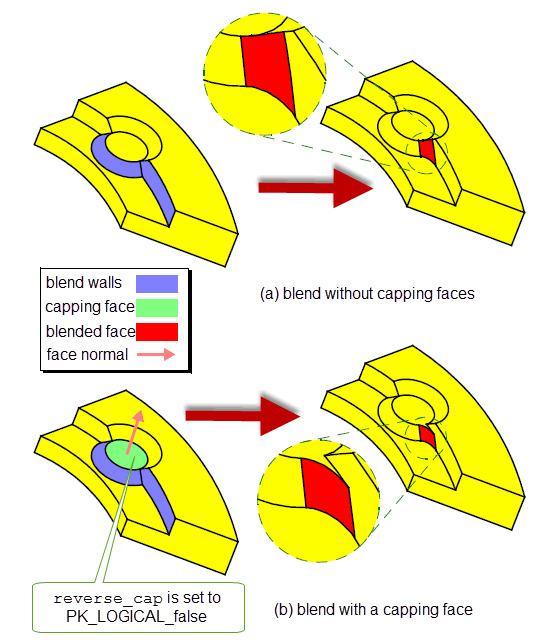 (a) blend without capping faces
blend walls
capping face
blended face
face normal
reverse_cap is set to
PK_LOGICAL_false
(b) blend with a capping face